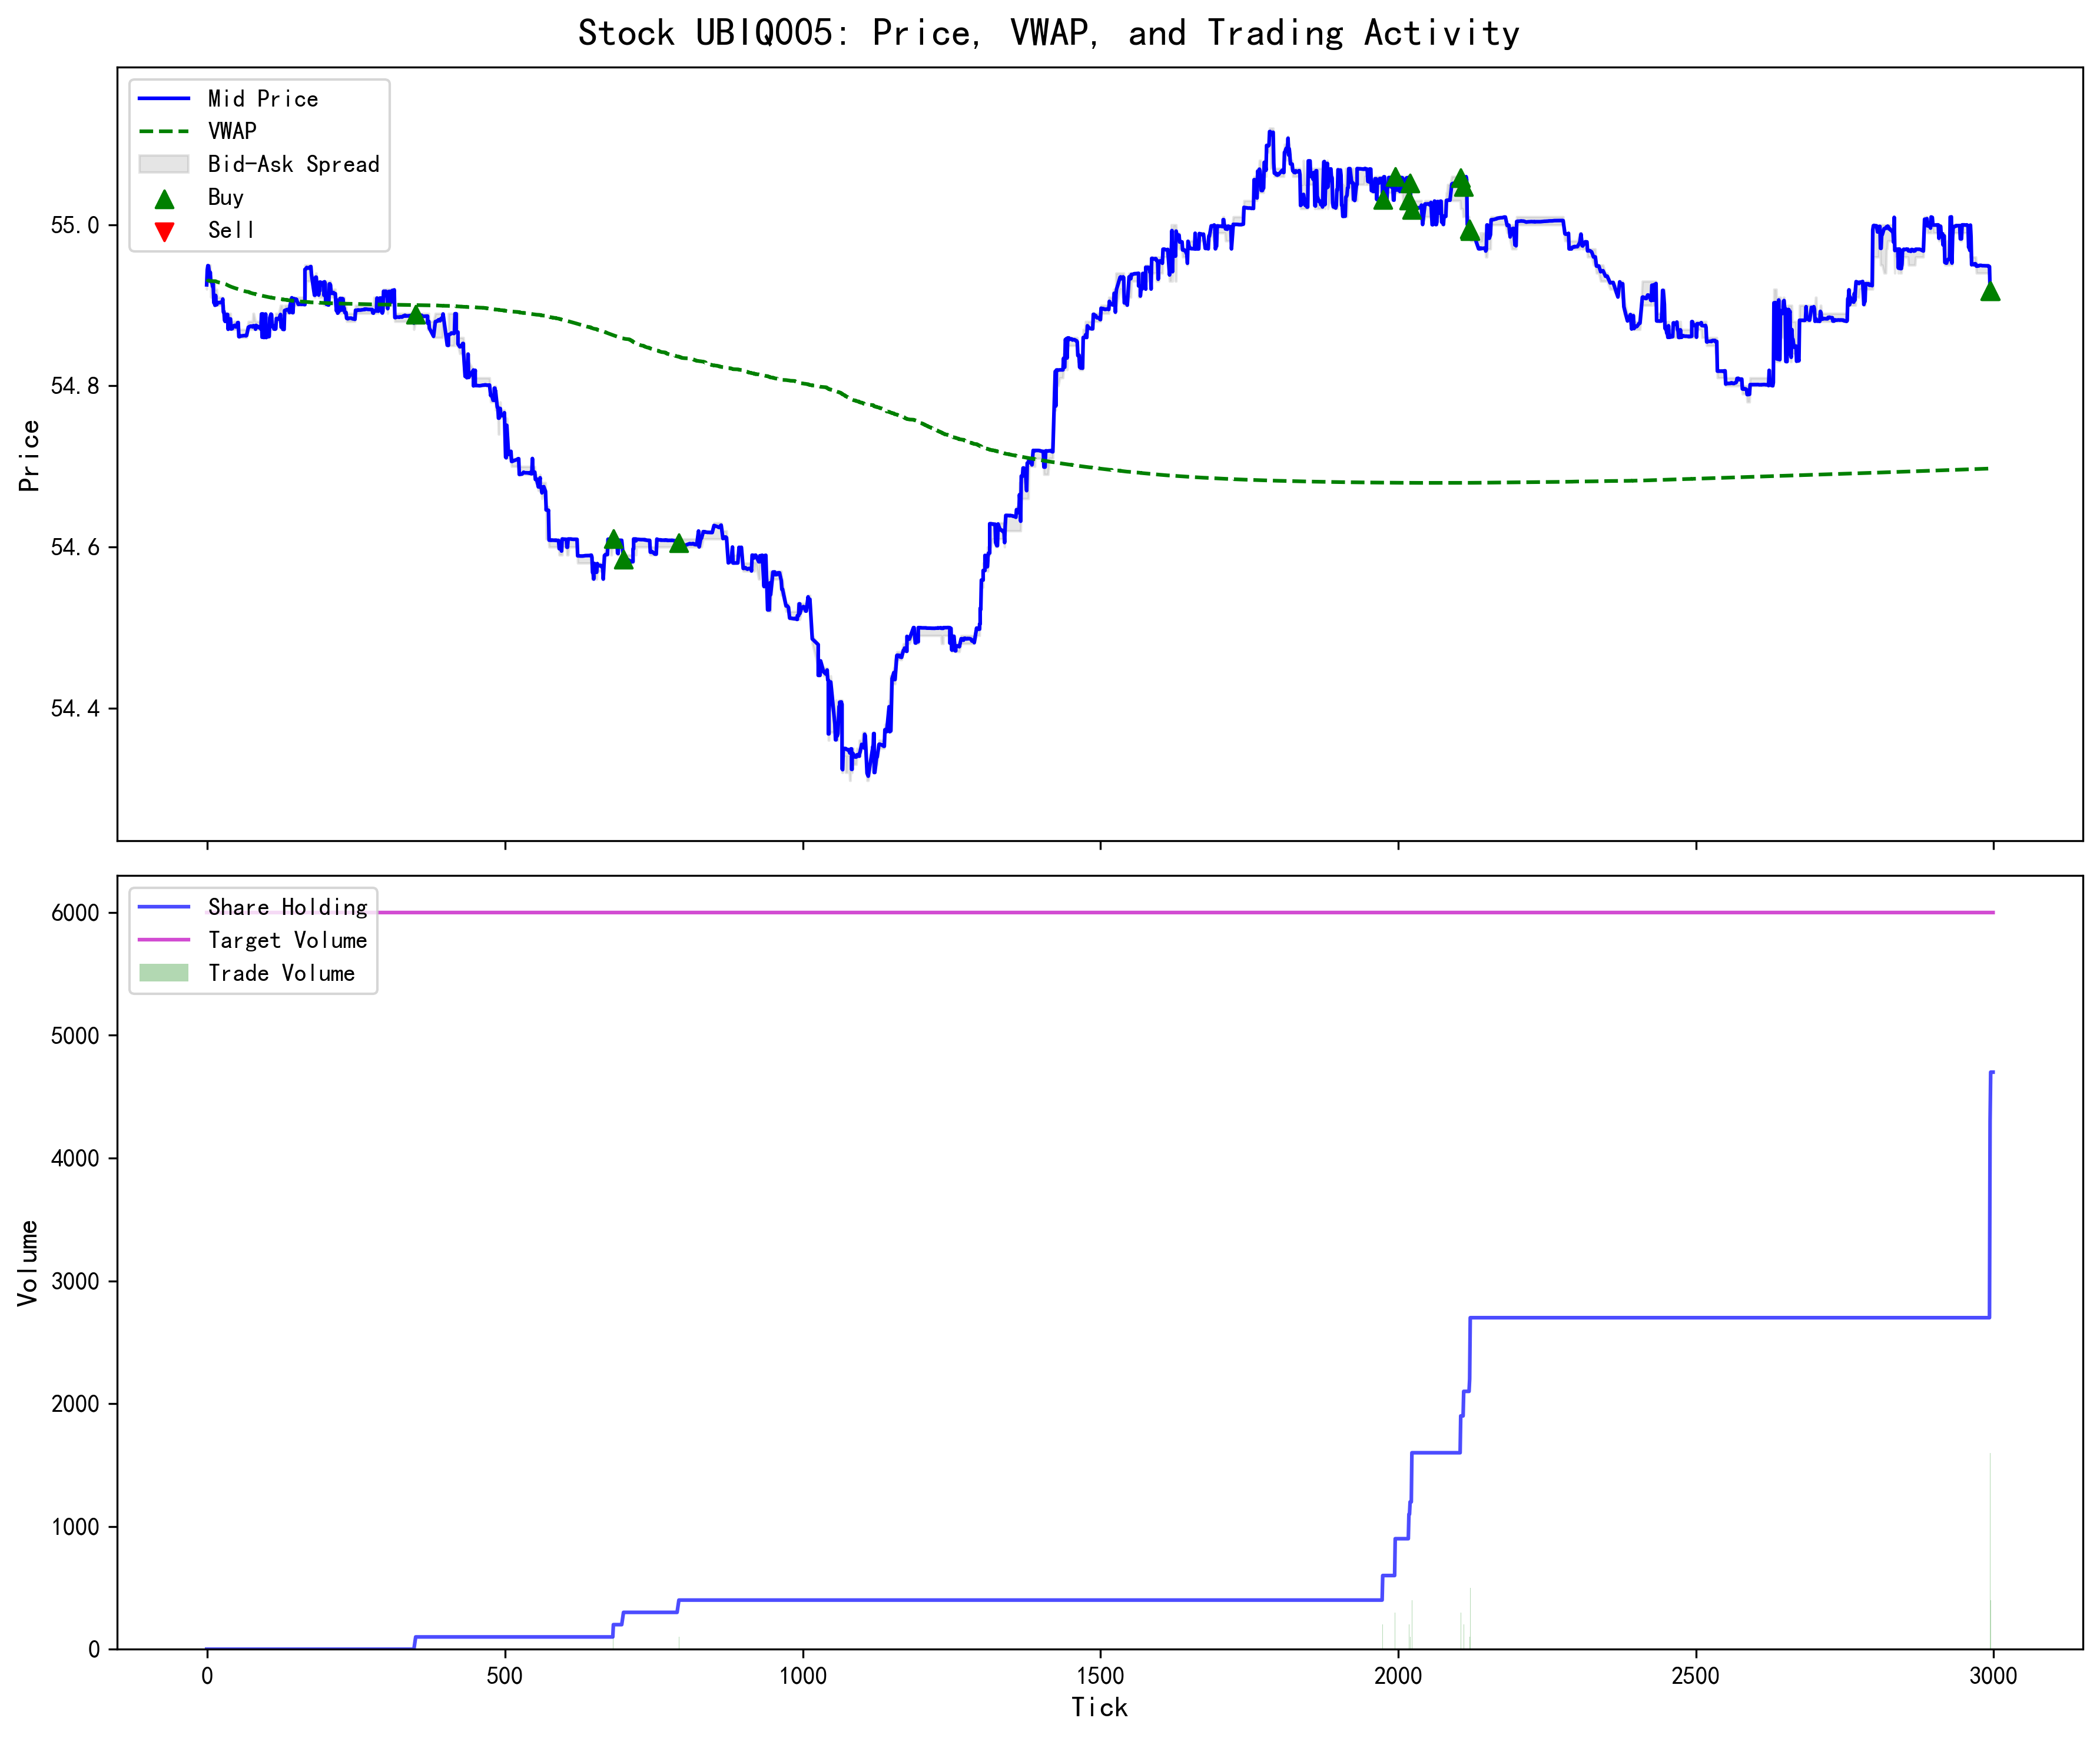 Stock UBIQ005: Price, VWAP, and Trading Activity
Mid Price
VWAP
Bid-Ask Spread
Buy
Sell
55.0
54.8
54.6
54.4
Price
Share Holding
Target Volume
Trade Volume
6000
5000
4000
3000
2000
1000
0
Volume
0
500
1000
1500
2000
2500
3000
Tick